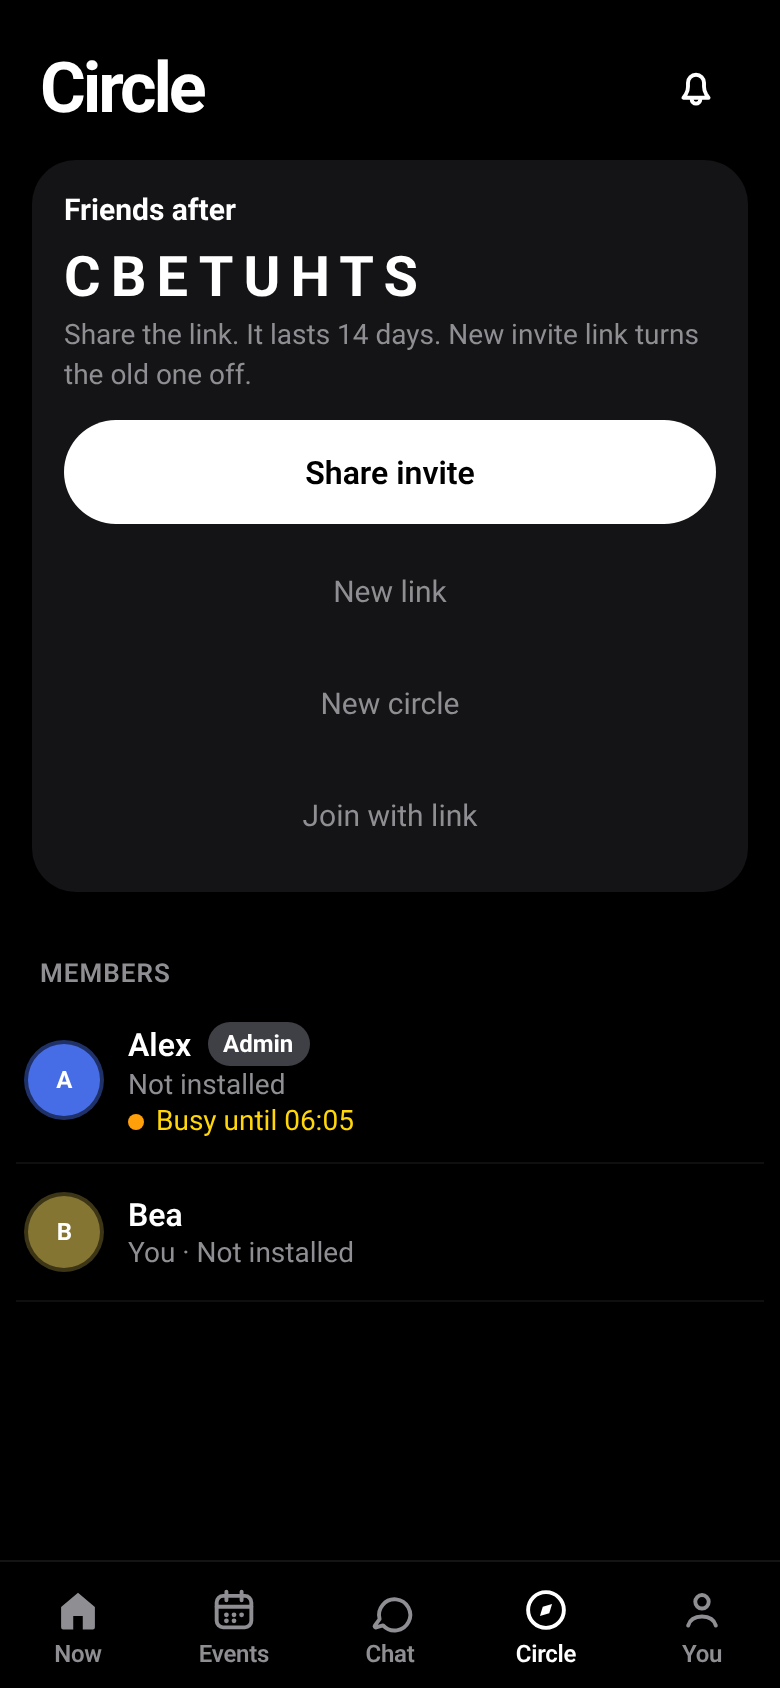 Circle
Friends after
CBETUHTS
Share the link. It lasts 14 days. New invite link turns
the old one off.
Share invite
New link
New circle
Join with link
MEMBERS
A
Alex Admin
Not installed
Busy until 06:05
B
Bea
You · Not installed
Now Events Chat Circle You